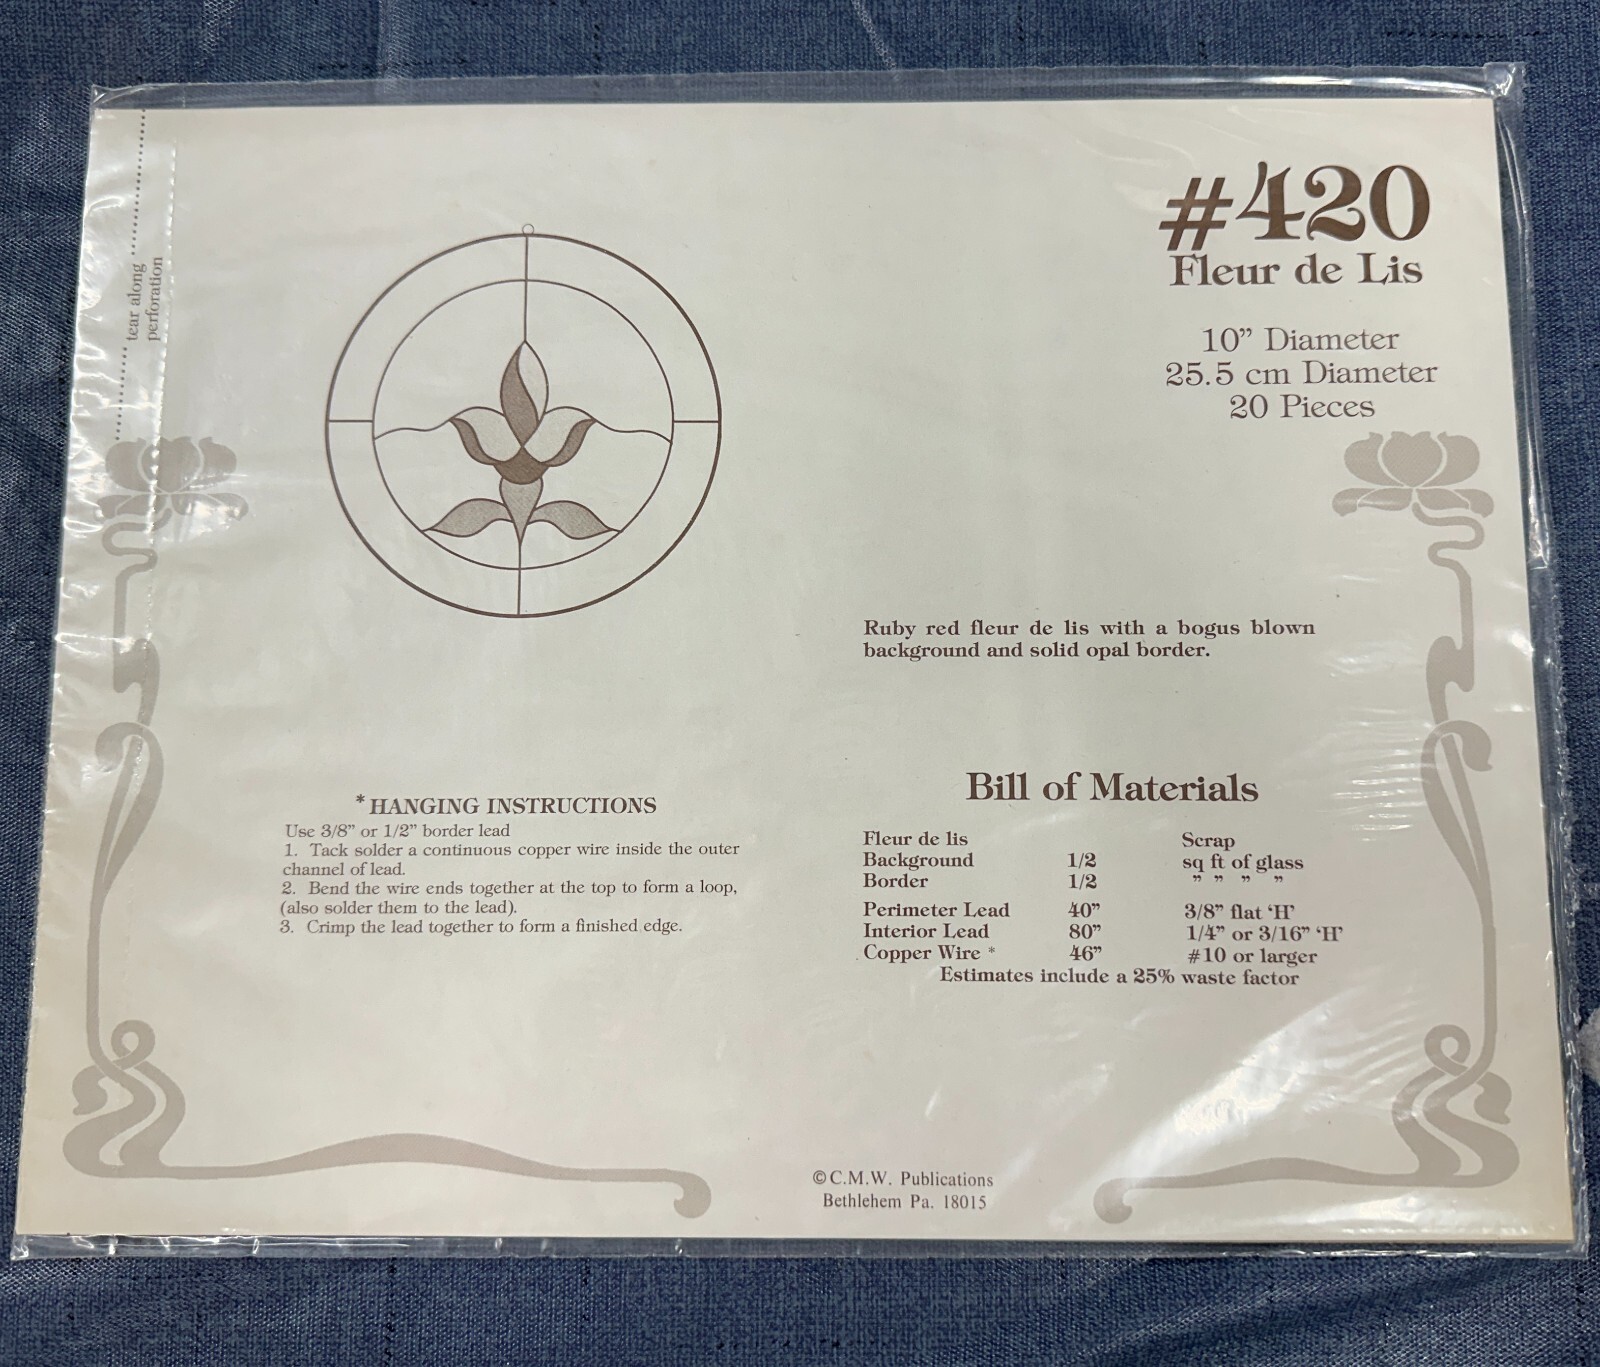 tear along
perforation
#420
Fleur de Lis
10” Diameter
25.5 cm Diameter
20 Pieces
Ruby red fleur de lis with a bogus blown
background and solid opal border.
*HANGING INSTRUCTIONS
Use 3/8” or 1/2” border lead
1. Tack solder a continuous copper wire inside the outer
channel of lead.
2. Bend the wire ends together at the top to form a loop,
(also solder them to the lead).
3. Crimp the lead together to form a finished edge.
Bill of Materials
Fleur de lis Scrap
Background 1/2 sq ft of glass
Border 1/2 ” ” ” ”
Perimeter Lead 40” 3/8” flat ‘H’
Interior Lead 80” 1/4” or 3/16” ‘H’
Copper Wire * 46” #10 or larger
Estimates include a 25% waste factor
© C.M.W. Publications
Bethlehem Pa. 18015